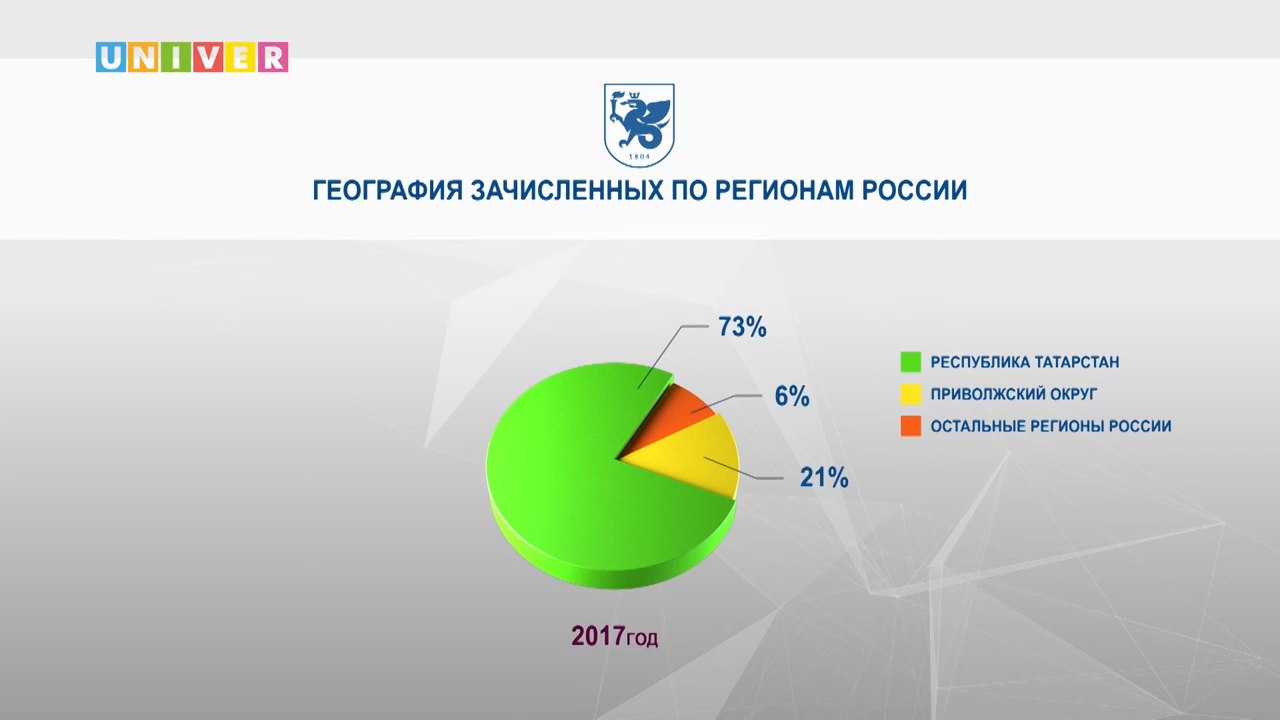 UNIVER
1804
ГЕОГРАФИЯ ЗАЧИСЛЕННЫХ ПО РЕГИОНАМ РОССИИ
73%
6%
21%
РЕСПУБЛИКА ТАТАРСТАН
ПРИВОЛЖСКИЙ ОКРУГ
ОСТАЛЬНЫЕ РЕГИОНЫ РОССИИ
2017год